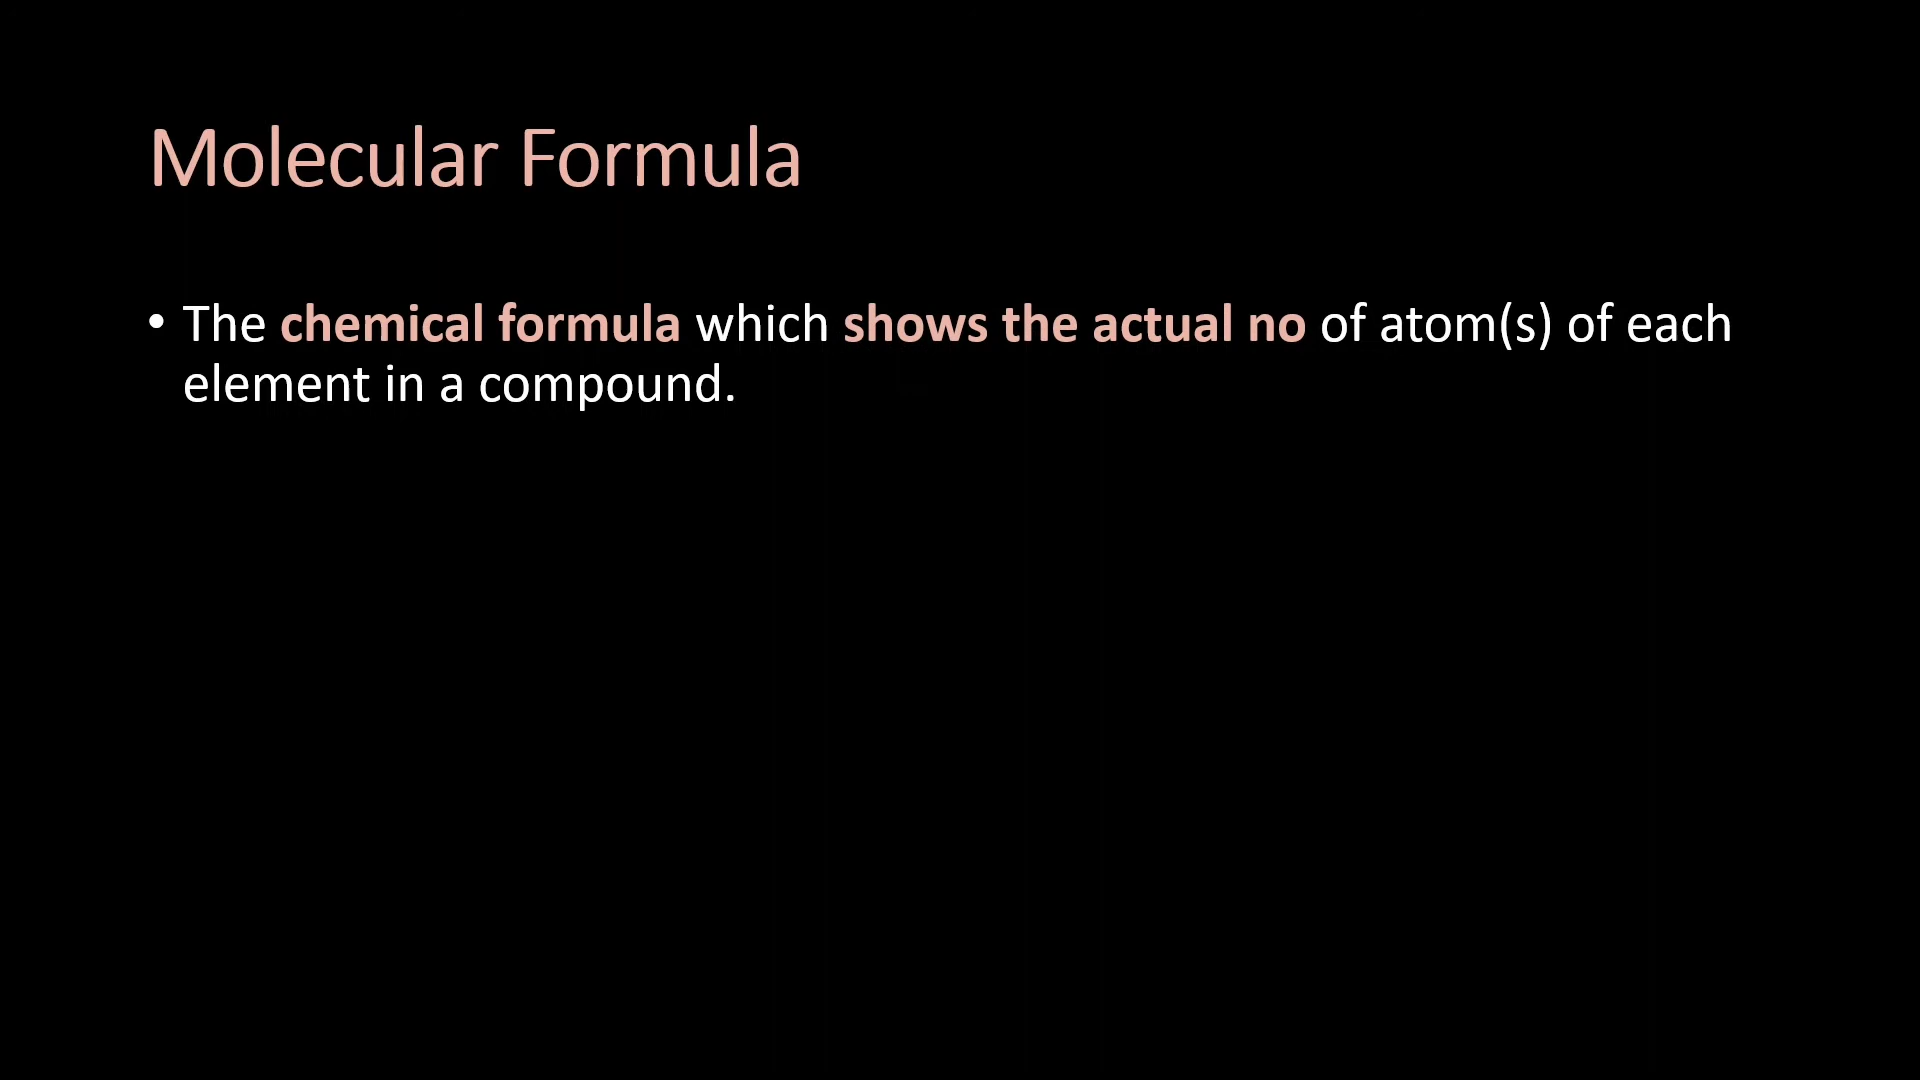 Molecular Formula
• The chemical formula which shows the actual no of atom(s) of each
element in a compound.